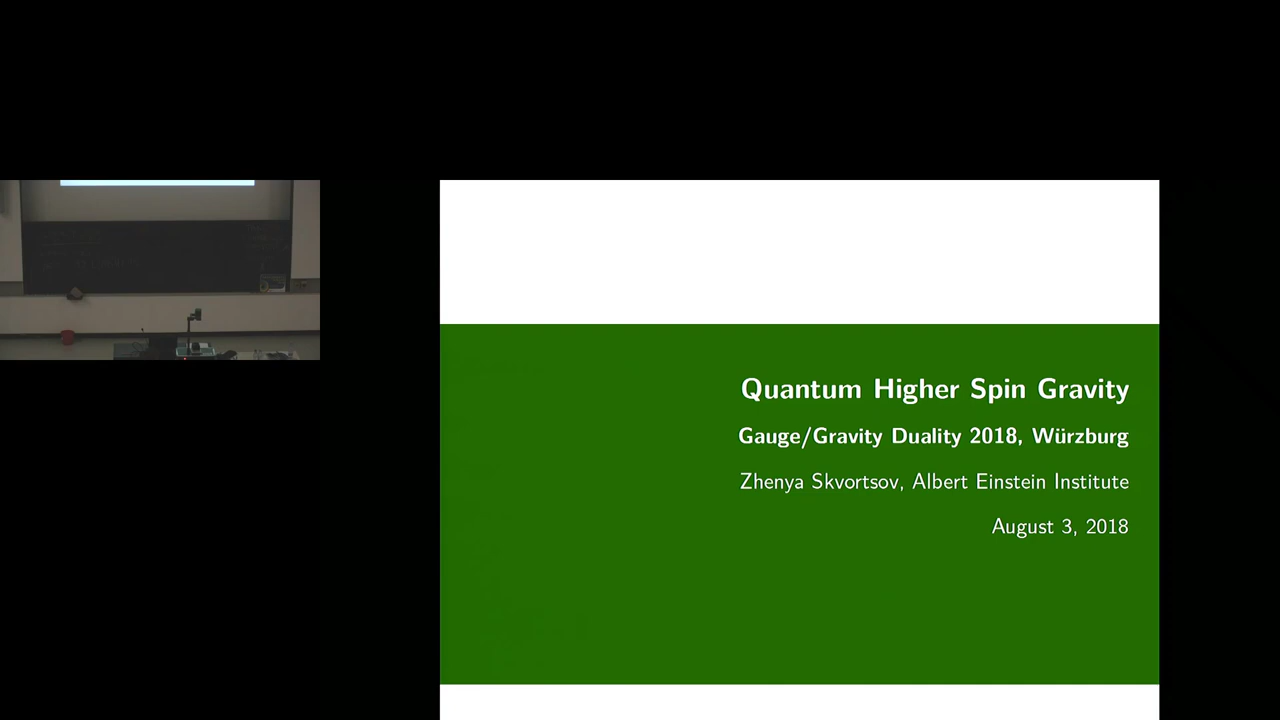 Quantum Higher Spin Gravity
Gauge/Gravity Duality 2018, Würzburg
Zhenya Skvortsov, Albert Einstein Institute
August 3, 2018